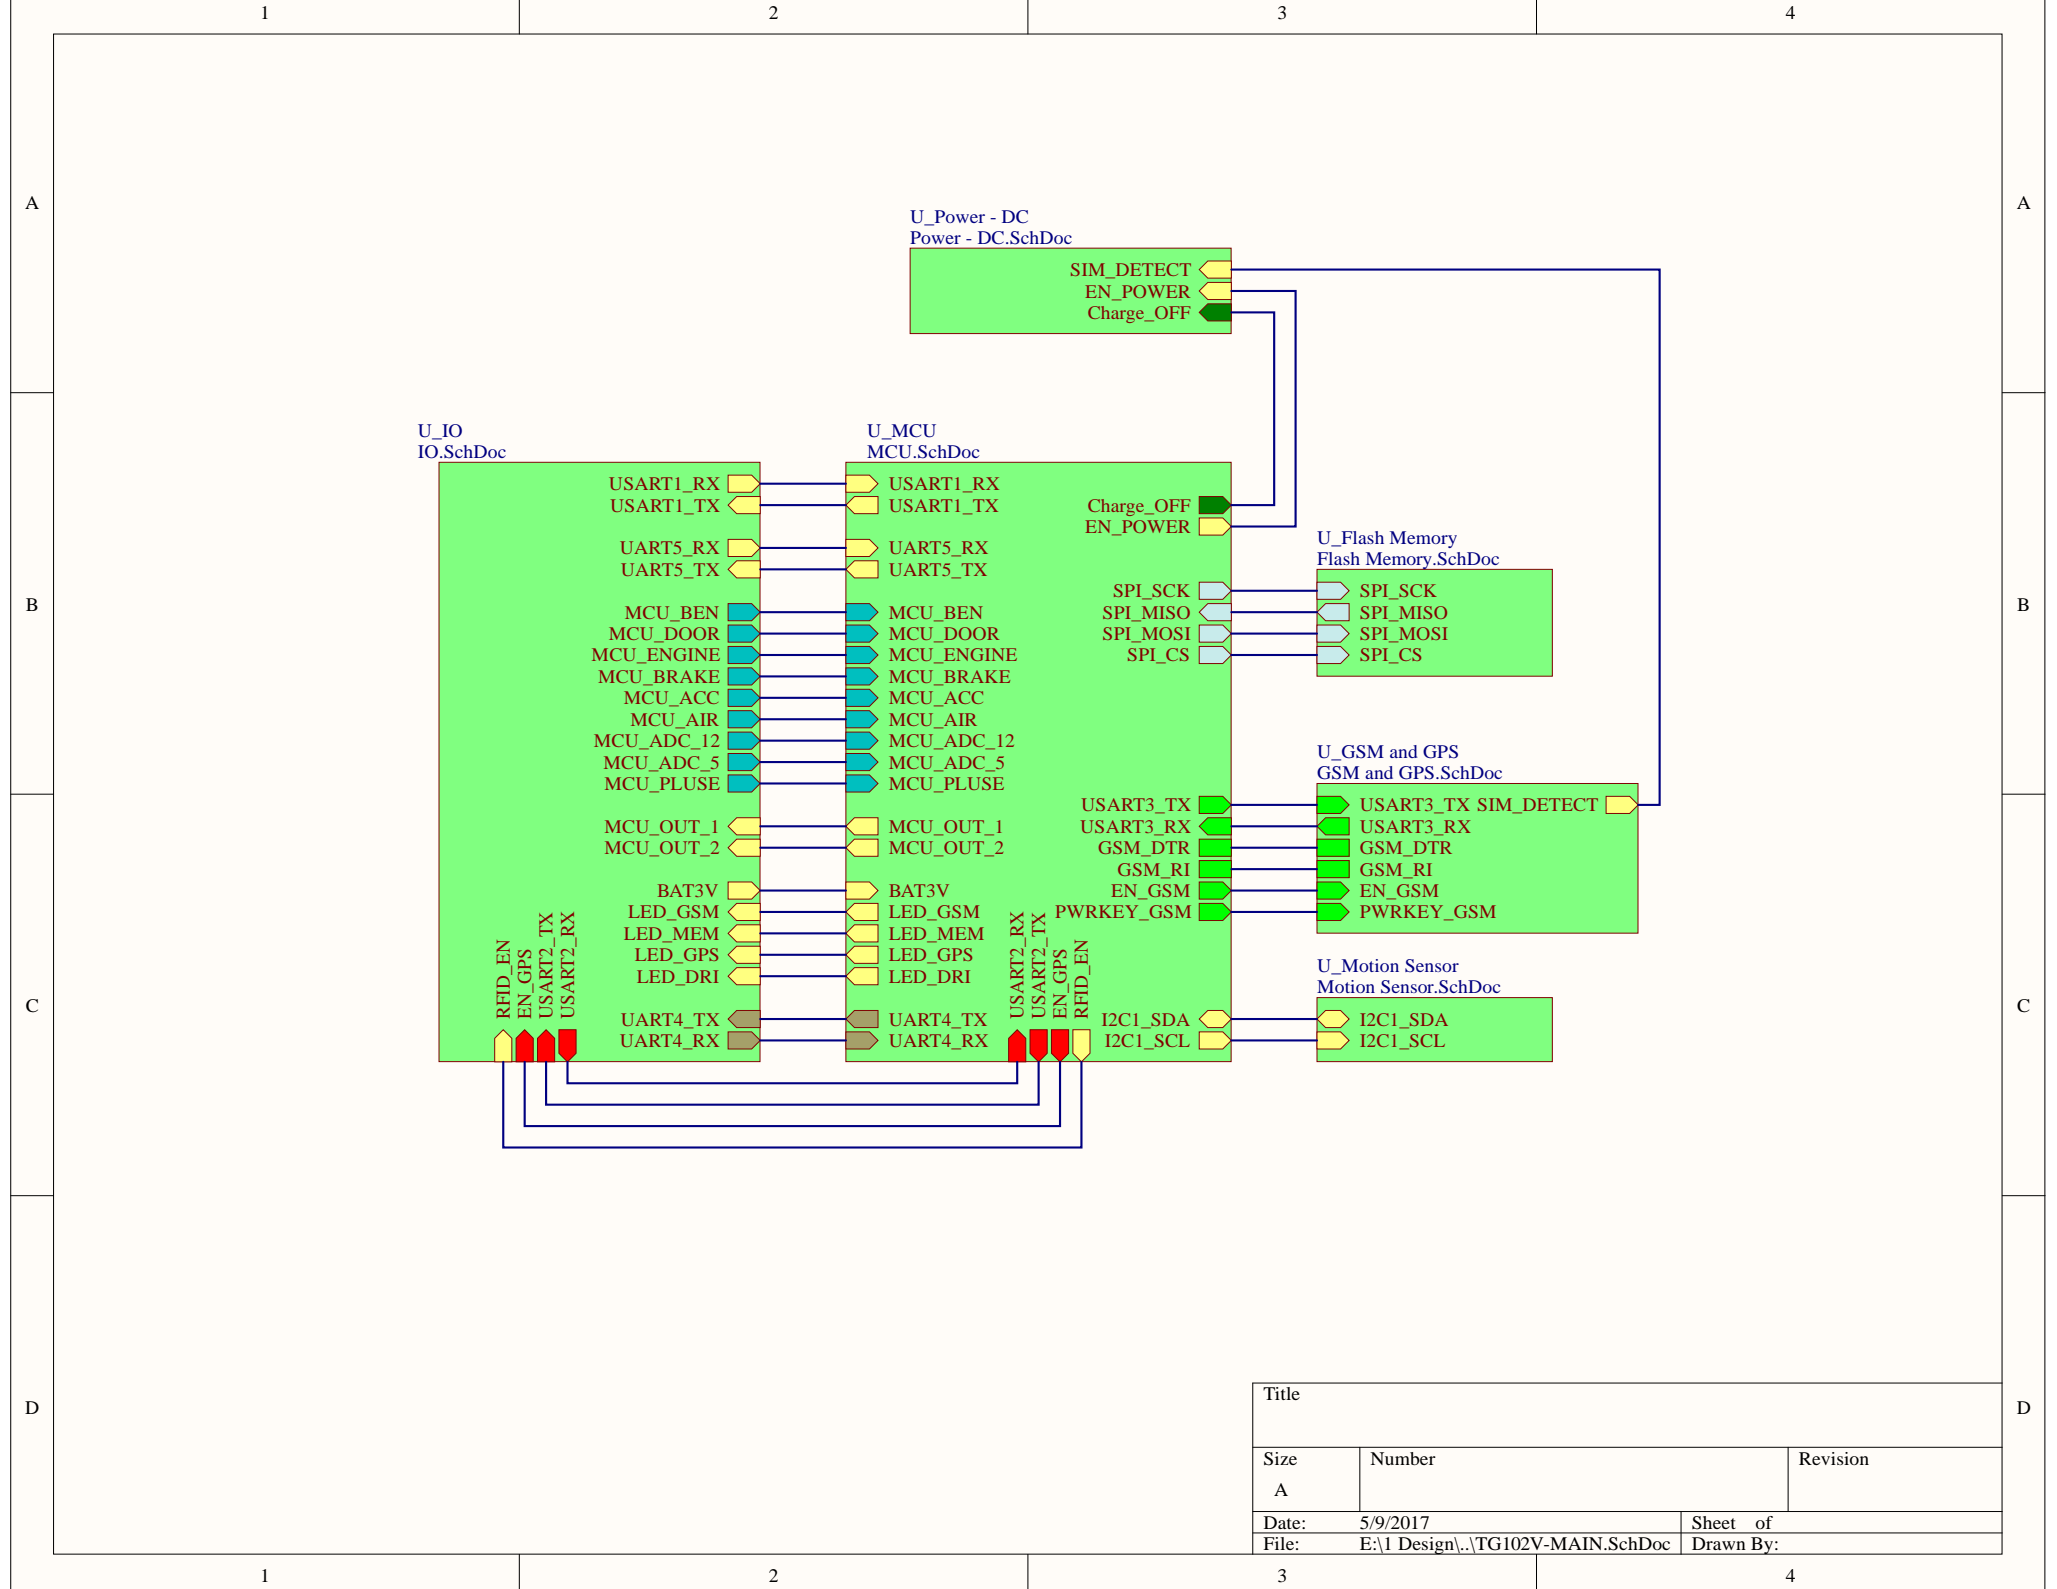 1 2 3 4
A A
U_Power - DC
Power - DC.SchDoc
SIM_DETECT
EN_POWER
Charge_OFF
U_IO
IO.SchDoc
USART1_RX
USART1_TX
UART5_RX
UART5_TX
MCU_BEN
MCU_DOOR
MCU_ENGINE
MCU_BRAKE
MCU_ACC
MCU_AIR
MCU_ADC_12
MCU_ADC_5
MCU_PLUSE
MCU_OUT_1
MCU_OUT_2
BAT3V
LED_GSM
LED_MEM
LED_GPS
LED_DRI
UART4_TX
UART4_RX
RFID_EN
EN_GPS
USART2_TX
USART2_RX
U_MCU
MCU.SchDoc
USART1_RX
USART1_TX
UART5_RX
UART5_TX
MCU_BEN
MCU_DOOR
MCU_ENGINE
MCU_BRAKE
MCU_ACC
MCU_AIR
MCU_ADC_12
MCU_ADC_5
MCU_PLUSE
MCU_OUT_1
MCU_OUT_2
BAT3V
LED_GSM
LED_MEM
LED_GPS
LED_DRI
UART4_TX
UART4_RX
USART2_RX
USART2_TX
EN_GPS
RFID_EN
Charge_OFF
EN_POWER
SPI_SCK
SPI_MISO
SPI_MOSI
SPI_CS
USART3_TX
USART3_RX
GSM_DTR
GSM_RI
EN_GSM
PWRKEY_GSM
I2C1_SDA
I2C1_SCL
U_Flash Memory
Flash Memory.SchDoc
SPI_SCK
SPI_MISO
SPI_MOSI
SPI_CS
B B
U_GSM and GPS
GSM and GPS.SchDoc
USART3_TX SIM_DETECT
USART3_RX
GSM_DTR
GSM_RI
EN_GSM
PWRKEY_GSM
U_Motion Sensor
Motion Sensor.SchDoc
I2C1_SDA
I2C1_SCL
C C
D D
Title
Size Number Revision
A
Date: 5/9/2017 Sheet of
File: E:\1 Design\..\TG102V-MAIN.SchDoc Drawn By:
1 2 3 4